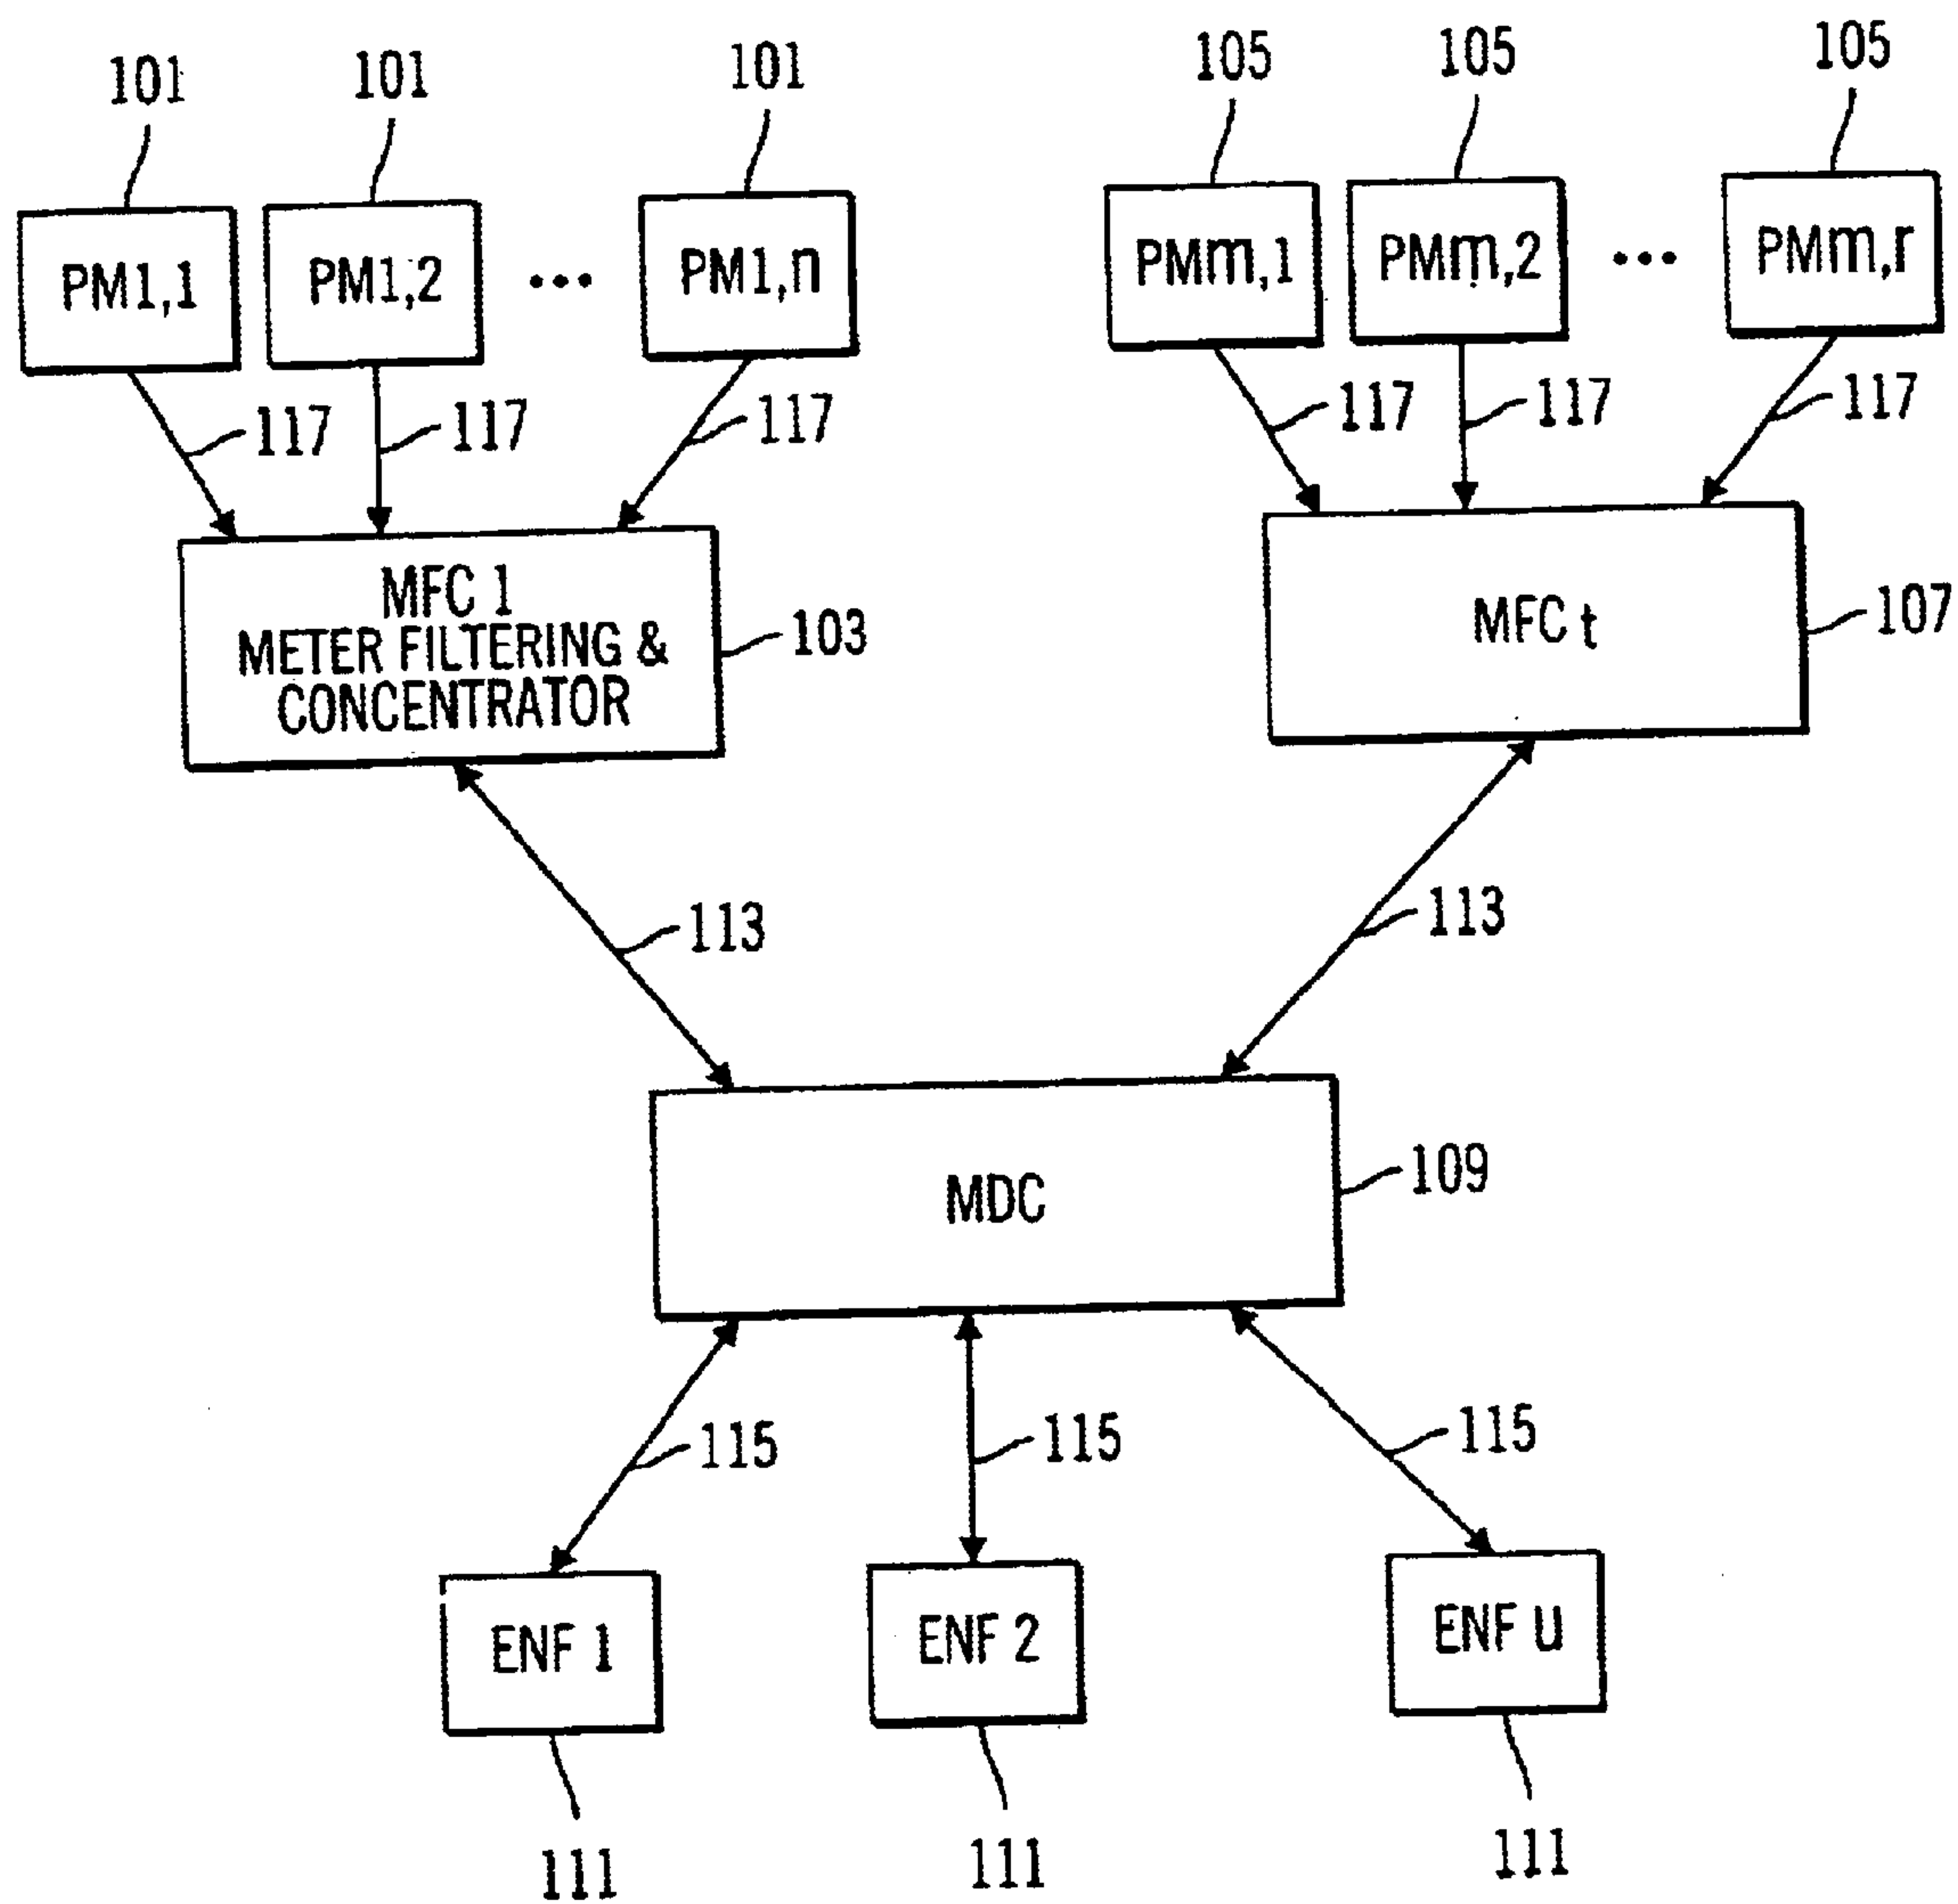 101 101 101 105 105 105
PM1,1 PM1,2 ••• PM1,n PMm,1 PMm,2 ••• PMm,r
117 117 117 117 117 117
MFC 1
METER FILTERING &
CONCENTRATOR
103
MFC t
107
113 113
MDC
109
115 115 115
ENF 1 ENF 2 ENF u
111 111 111